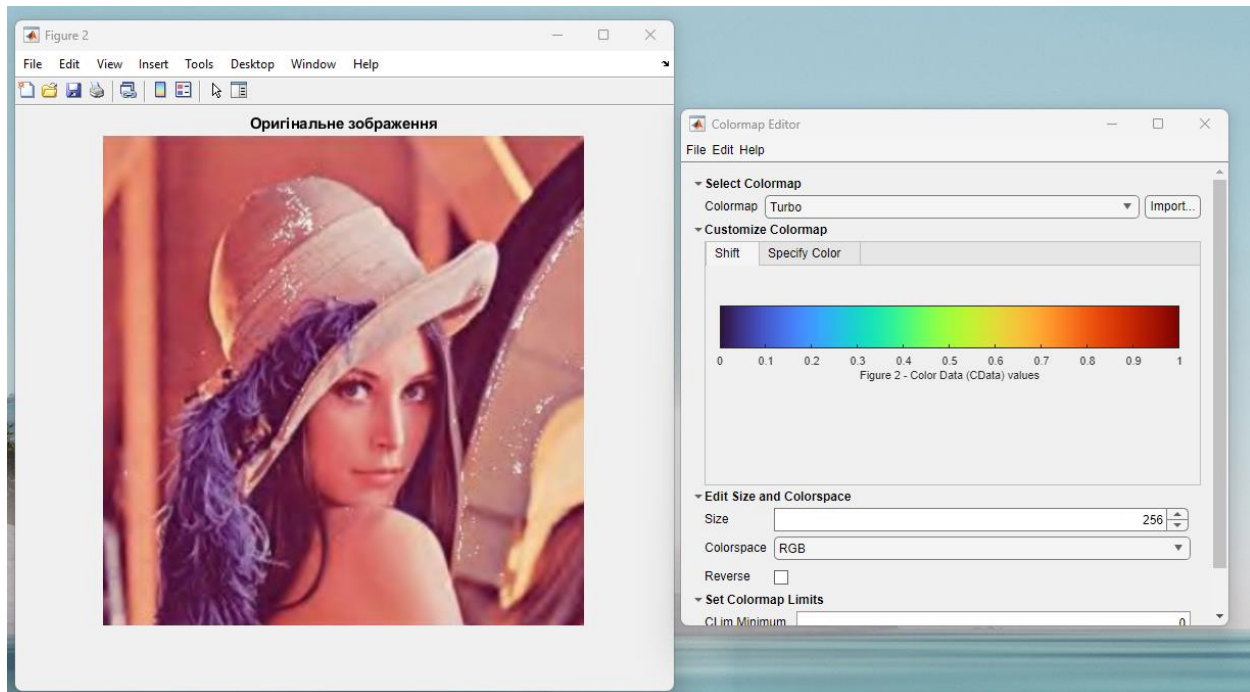 Figure 2
File Edit View Insert Tools Desktop Window Help
Оригінальне зображення
Colormap Editor
File Edit Help
Select Colormap
Colormap Turbo Import...
Customize Colormap
Shift Specify Color
0 0.1 0.2 0.3 0.4 0.5 0.6 0.7 0.8 0.9 1
Figure 2 - Color Data (CData) values
Edit Size and Colorspace
Size 256
Colorspace RGB
Reverse
Set Colormap Limits
CLim.Minimum 0